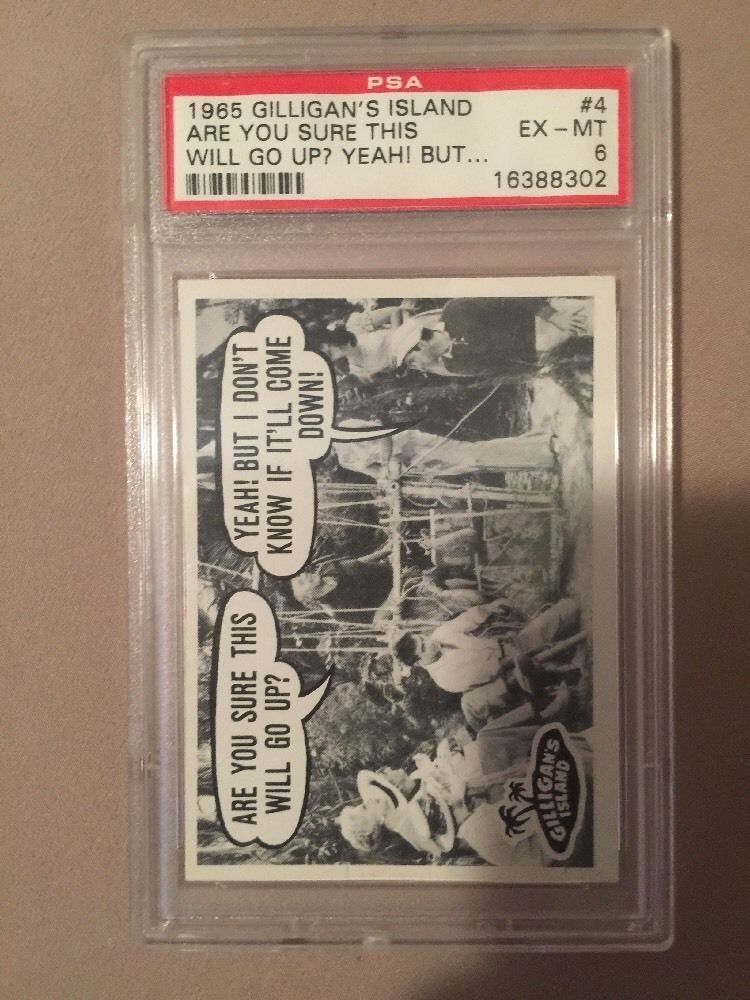 PSA
1965 GILLIGAN'S ISLAND #4
ARE YOU SURE THIS EX-MT
WILL GO UP? YEAH! BUT... 6
16388302
ARE YOU SURE THIS
WILL GO UP?
YEAH! BUT I DON'T
KNOW IF IT'LL COME
DOWN!
GILLIGAN'S
ISLAND